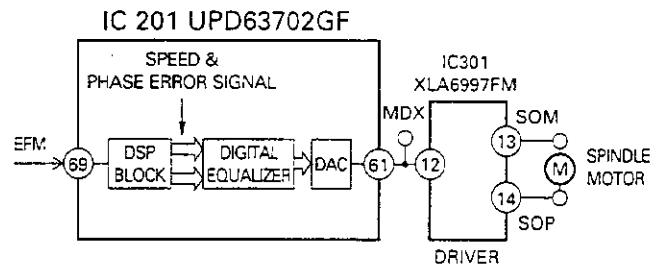 IC 201 UPD63702GF
SPEED &
PHASE ERROR SIGNAL
EFM
69
DSP
BLOCK
DIGITAL
EQUALIZER
DAC
61
MDX
IC301
XLA6997FM
12
13
SOM
M
SPINDLE
MOTOR
14
SOP
DRIVER